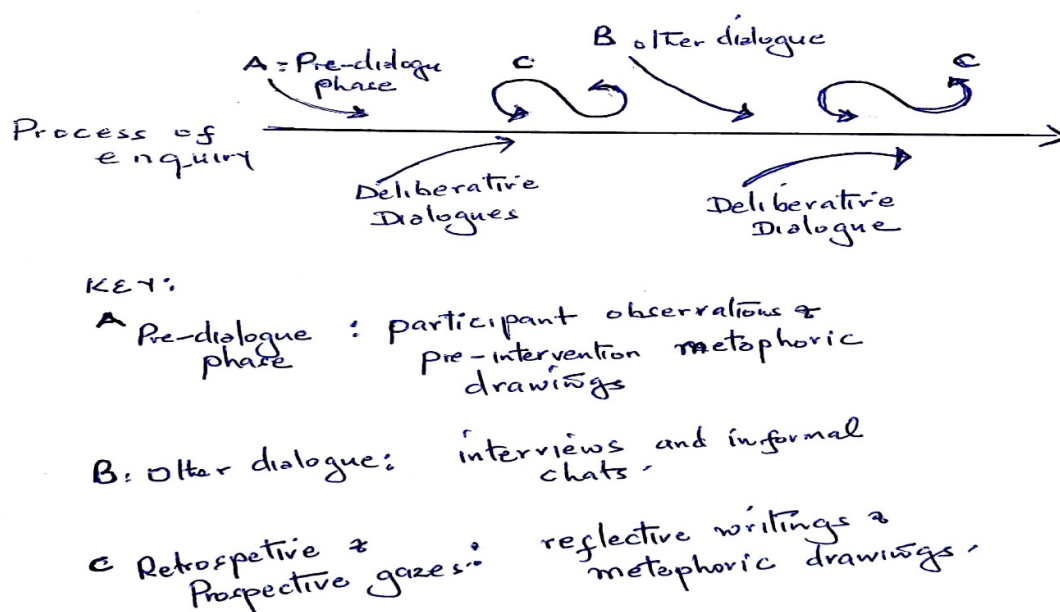 B other dialogue
A = Pre-dialogu
phase
C
C
Process of
enquiry
Deliberative
Dialogues
Deliberative
Dialogue
KEY:
A Pre-dialogue : participant observations &
phase pre-intervention metaphoric
drawings
B: Other dialogue: interviews and informal
chats.
C Retrospetive & reflective writings &
Prospective gazes: metaphoric drawings.